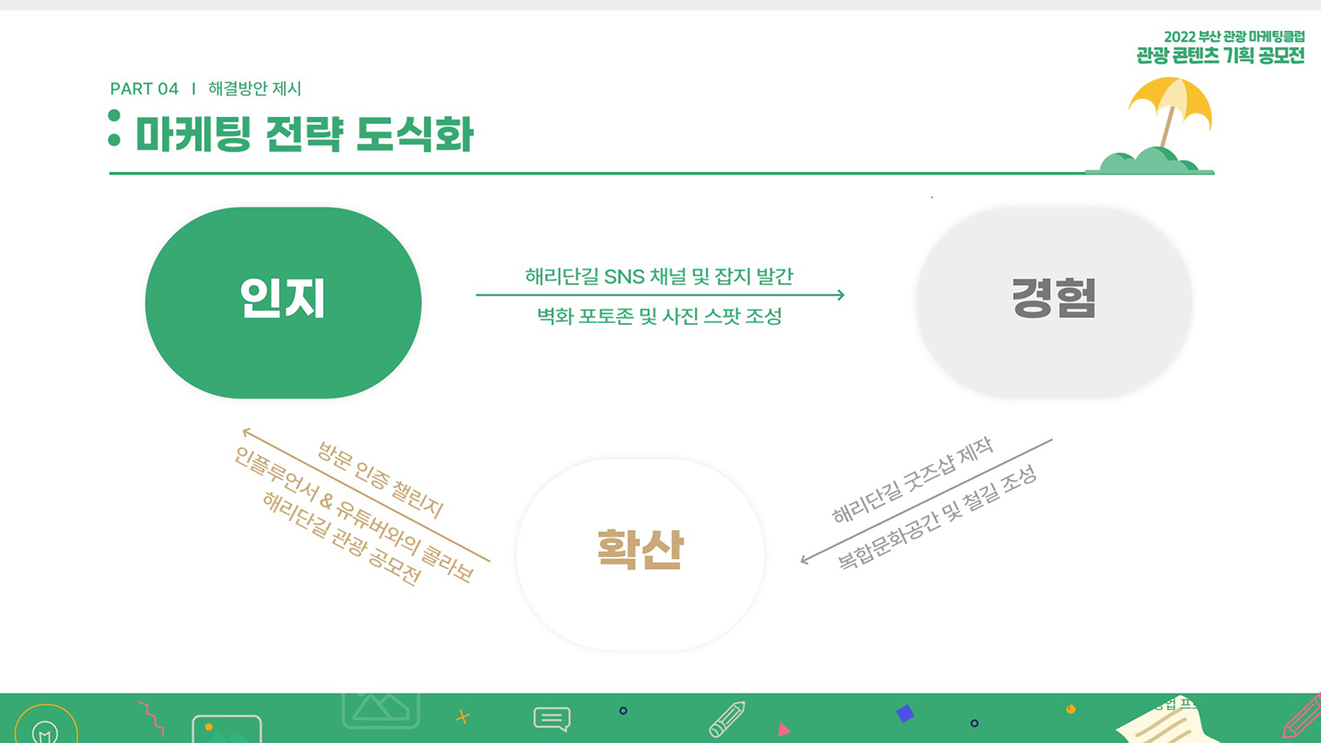 2022 부산 관광 마케팅클럽
관광 콘텐츠 기획 공모전
PART 04 I 해결방안 제시
: 마케팅 전략 도식화
인지
해리단길 SNS 채널 및 잡지 발간
벽화 포토존 및 사진 스팟 조성
경험
방문 인증 챌린지
인플루언서 & 유튜버와의 콜라보
해리단길 관광 공모전
확산
해리단길 굿즈샵 제작
복합문화공간 및 철길 조성